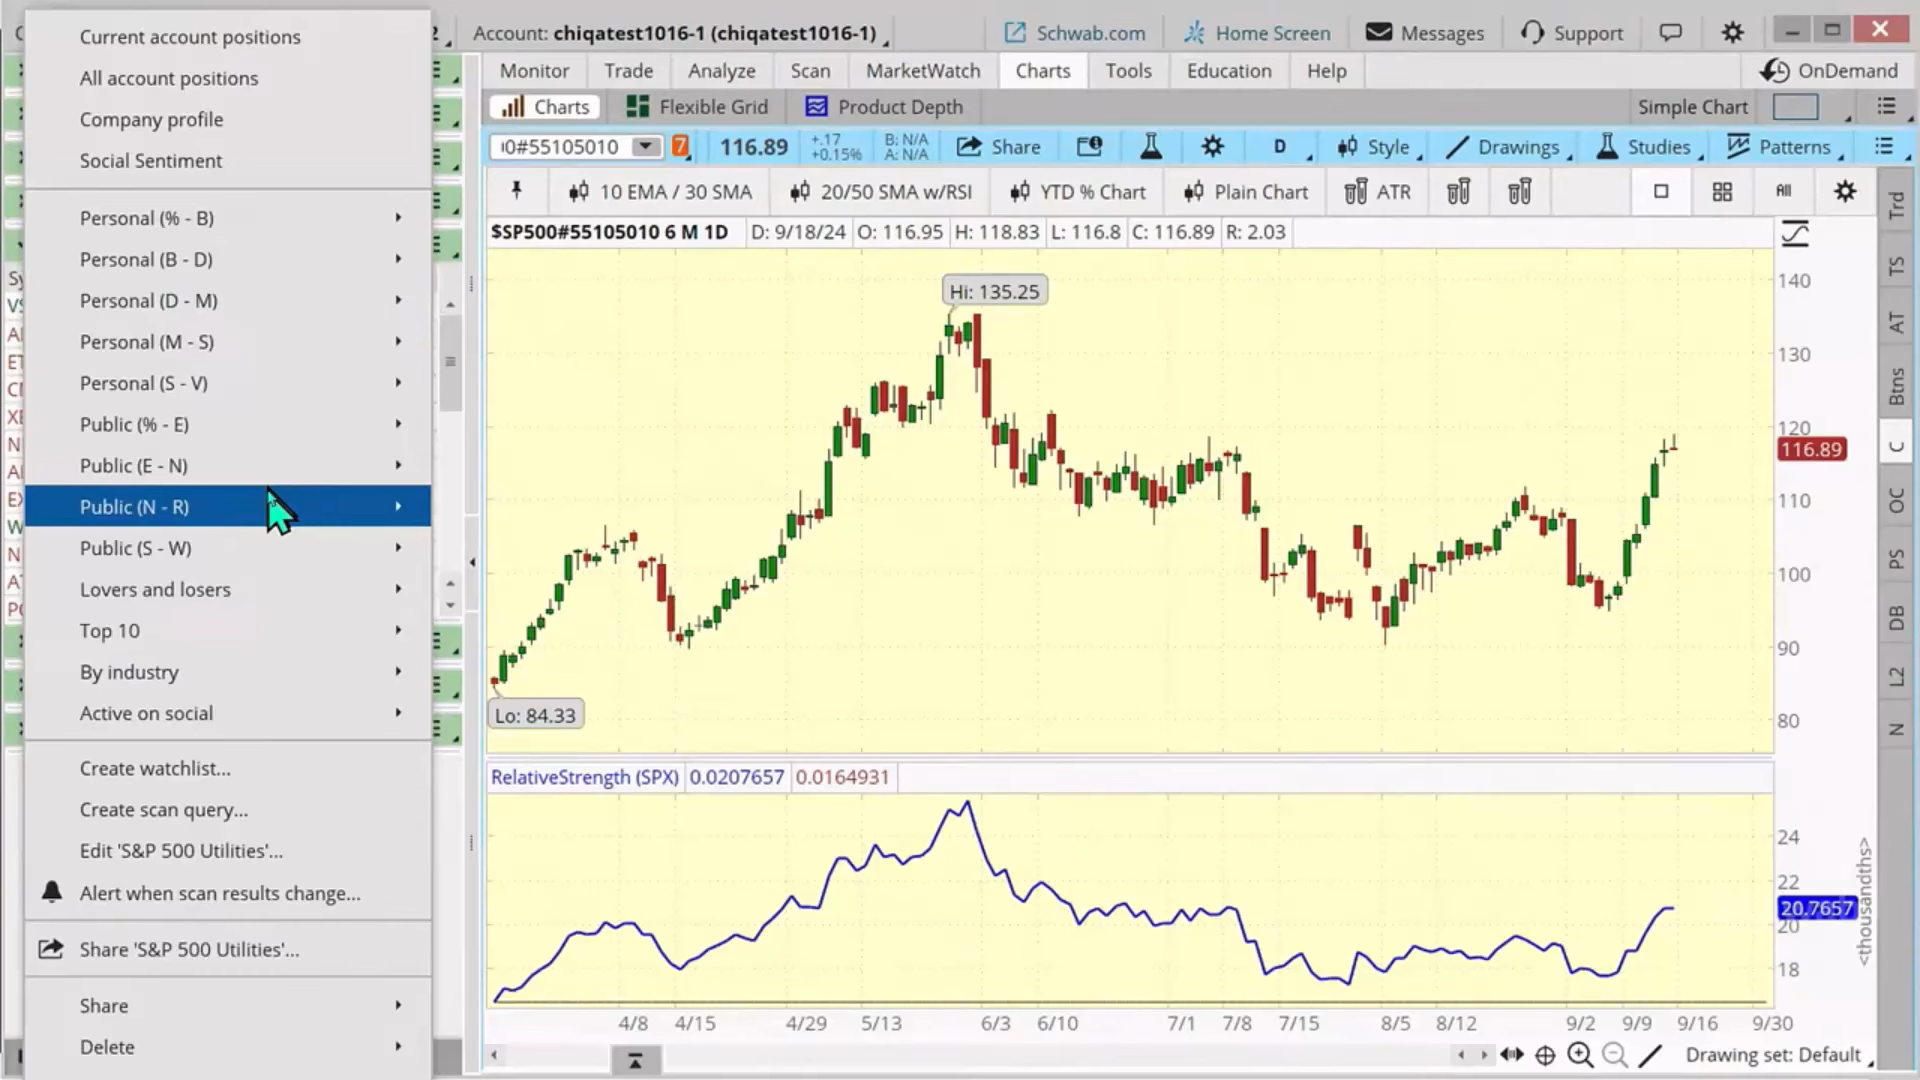 Current account positions
All account positions
Company profile
Social Sentiment
Personal (% - B)
Personal (B - D)
Personal (D - M)
Personal (M - S)
Personal (S - V)
Public (% - E)
Public (E - N)
Public (N - R)
Public (S - W)
Lovers and losers
Top 10
By industry
Active on social
Create watchlist...
Create scan query...
Edit 'S&P 500 Utilities'...
Alert when scan results change...
Share 'S&P 500 Utilities'...
Share
Delete
Account: chiqatest1016-1 (chiqatest1016-1)
Schwab.com
Home Screen
Messages
Support
Monitor
Trade
Analyze
Scan
MarketWatch
Charts
Tools
Education
Help
OnDemand
Charts
Flexible Grid
Product Depth
Simple Chart
0#55105010
7
116.89
+.17
+0.15%
B: N/A
A: N/A
Share
D
Style
Drawings
Studies
Patterns
10 EMA / 30 SMA
20/50 SMA w/RSI
YTD % Chart
Plain Chart
ATR
All
$SP500#55105010 6 M 1D
D: 9/18/24
O: 116.95
H: 118.83
L: 116.8
C: 116.89
R: 2.03
Hi: 135.25
Lo: 84.33
140
130
120
116.89
110
100
90
80
RelativeStrength (SPX)
0.0207657
0.0164931
24
22
20.7657
20
18
<thousandths>
4/8
4/15
4/29
5/13
6/3
6/10
7/1
7/8
7/15
8/5
8/12
9/2
9/9
9/16
9/30
Drawing set: Default
Trd
TS
AT
Btns
C
OC
PS
DB
L2
N